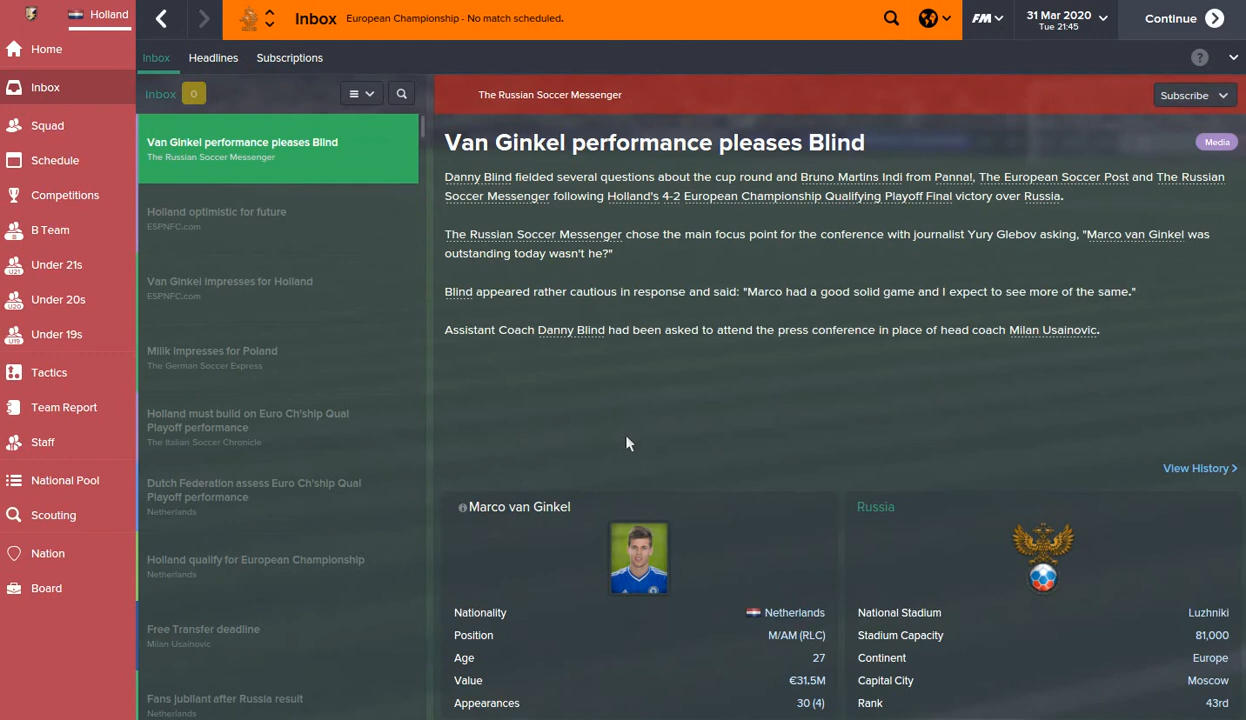 Holland
Inbox
European Championship - No match scheduled.
FM
31 Mar 2020
Tue 21:45
Continue
Home
Inbox
Squad
Schedule
Competitions
B Team
Under 21s
Under 20s
Under 19s
Tactics
Team Report
Staff
National Pool
Scouting
Nation
Board
B
U21
U20
U19
Inbox
Headlines
Subscriptions
?
Inbox
0
Van Ginkel performance pleases Blind
The Russian Soccer Messenger
Holland optimistic for future
ESPNFC.com
Van Ginkel impresses for Holland
ESPNFC.com
Milik impresses for Poland
The German Soccer Express
Holland must build on Euro Ch'ship Qual
Playoff performance
The Italian Soccer Chronicle
Dutch Federation assess Euro Ch'ship Qual
Playoff performance
Netherlands
Holland qualify for European Championship
Netherlands
Free Transfer deadline
Milan Usainovic
Fans jubilant after Russia result
Netherlands
The Russian Soccer Messenger
Subscribe
Van Ginkel performance pleases Blind
Media
Danny Blind fielded several questions about the cup round and Bruno Martins Indi from Panna!, The European Soccer Post and The Russian
Soccer Messenger following Holland's 4-2 European Championship Qualifying Playoff Final victory over Russia.
The Russian Soccer Messenger chose the main focus point for the conference with journalist Yury Glebov asking, "Marco van Ginkel was
outstanding today wasn't he?"
Blind appeared rather cautious in response and said: "Marco had a good solid game and I expect to see more of the same."
Assistant Coach Danny Blind had been asked to attend the press conference in place of head coach Milan Usainovic.
View History
Marco van Ginkel
Nationality Netherlands
Position M/AM (RLC)
Age 27
Value €31.5M
Appearances 30 (4)
Russia
National Stadium Luzhniki
Stadium Capacity 81,000
Continent Europe
Capital City Moscow
Rank 43rd